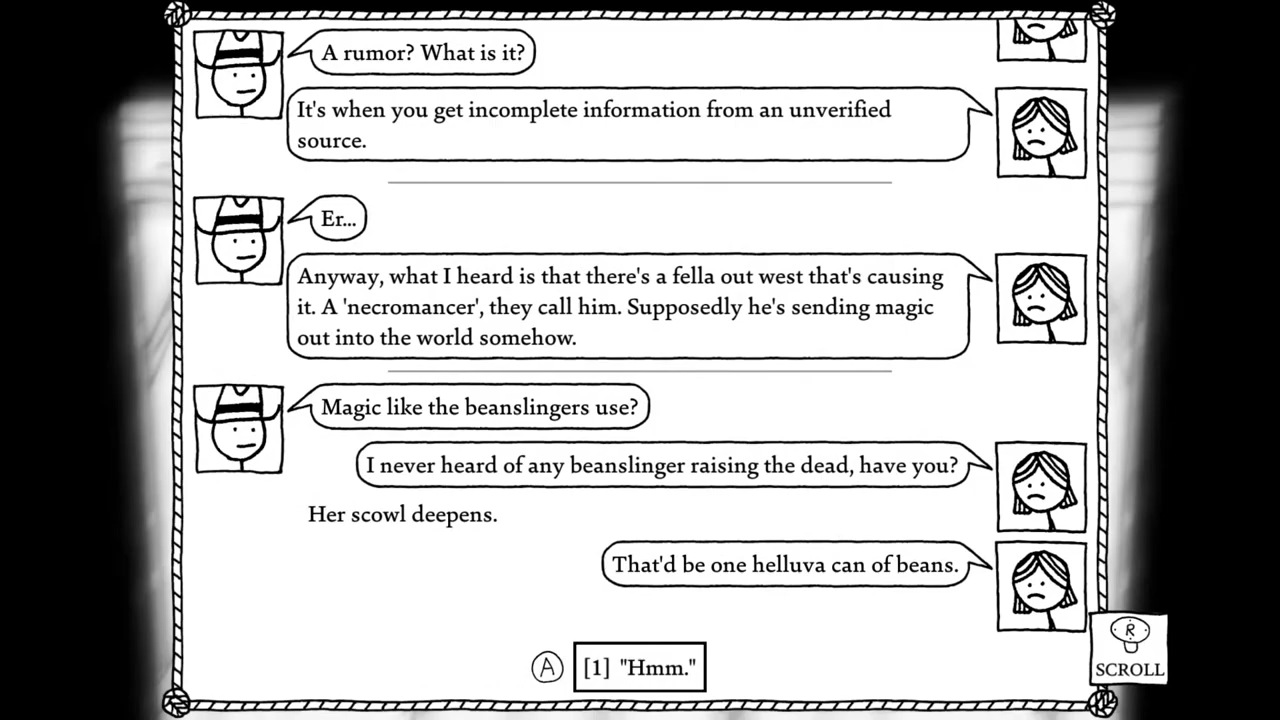 A rumor? What is it?
It's when you get incomplete information from an unverified
source.
Er...
Anyway, what I heard is that there's a fella out west that's causing
it. A 'necromancer', they call him. Supposedly he's sending magic
out into the world somehow.
Magic like the beanslingers use?
I never heard of any beanslinger raising the dead, have you?
Her scowl deepens.
That'd be one helluva can of beans.
R
SCROLL
A [1] "Hmm."